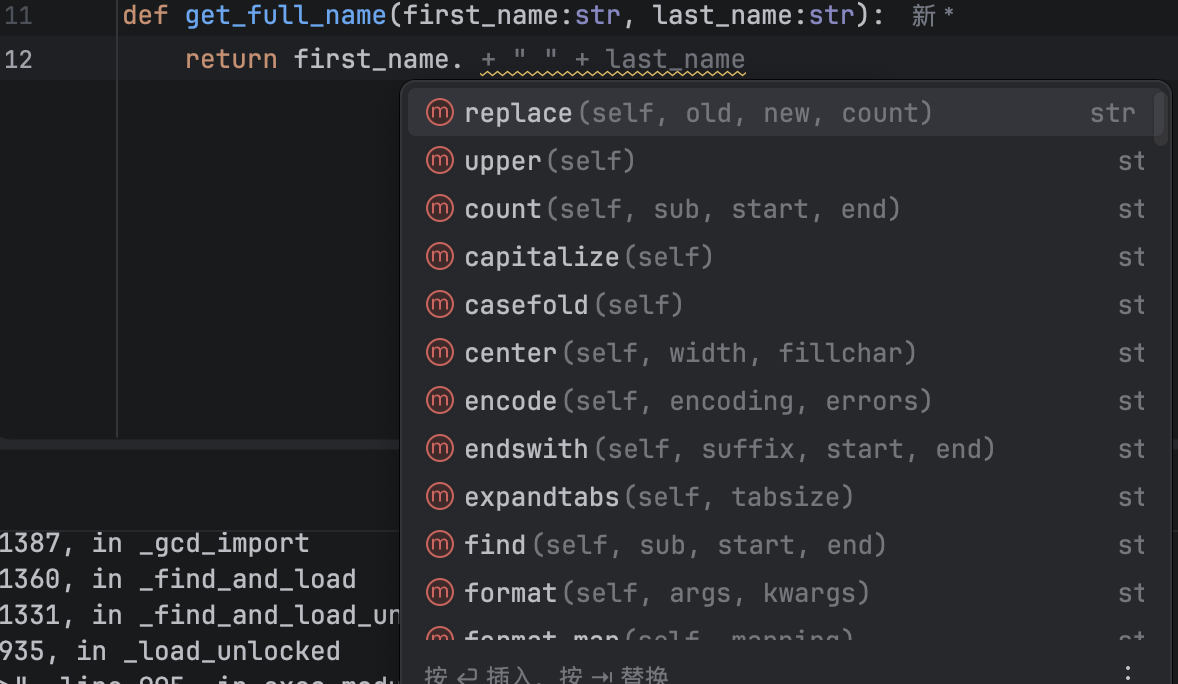 11 def get_full_name(first_name:str, last_name:str): 新 *
12 return first_name. + " " + last_name
replace(self, old, new, count) str
upper(self) st
count(self, sub, start, end) st
capitalize(self) st
casefold(self) st
center(self, width, fillchar) st
encode(self, encoding, errors) st
endswith(self, suffix, start, end) st
expandtabs(self, tabsize) st
find(self, sub, start, end) st
format(self, args, kwargs) st
format_map(self, mapping) st
按 ⏎ 插入，按 ⇥ 替换
1387, in _gcd_import
1360, in _find_and_load
1331, in _find_and_load_un
935, in _load_unlocked